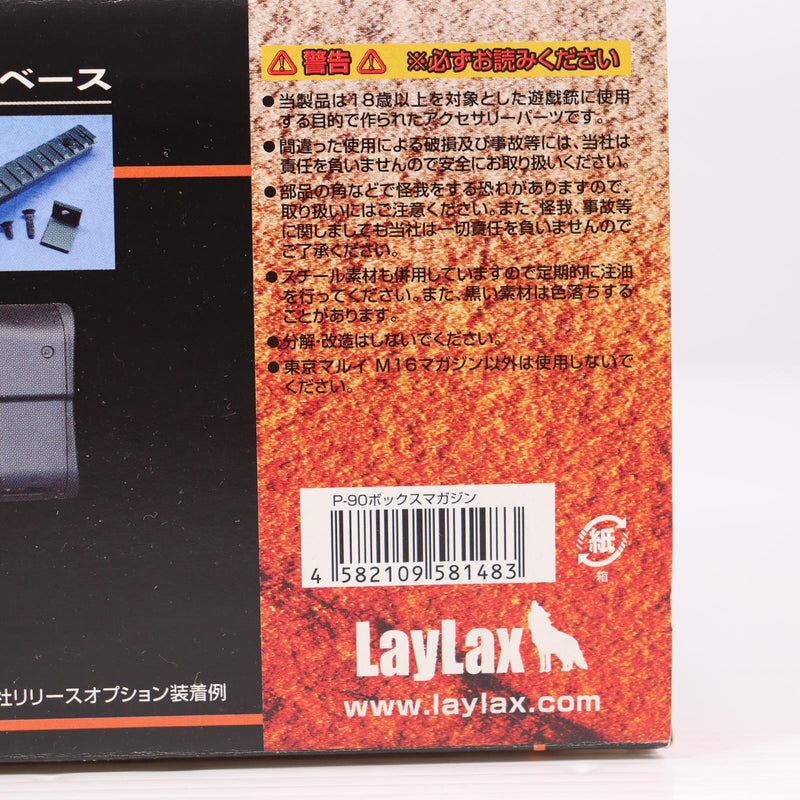 ベース
社リリースオプション装着例
⚠ 警告 ⚠ ※必ずお読みください
●当製品は18歳以上を対象とした遊戯銃に使用
する目的で作られたアクセサリーパーツです。
●間違った使用による破損及び事故等には、当社は
責任を負いませんので安全にお取り扱いください。
●部品の角などで怪我をする恐れがありますので、
取り扱いにはご注意ください。また、怪我、事故等
に関しましても当社は一切責任を負いませんので
ご了承ください。
●スチール素材も併用していますので定期的に注油
を行ってください。また、黒い素材は色落ちする
ことがあります。
●分解・改造はしないでください。
●東京マルイ M16マガジン以外は使用しないで
ください。
P-90ボックスマガジン
4 582109 581483
紙
箱
LayLax
www.laylax.com